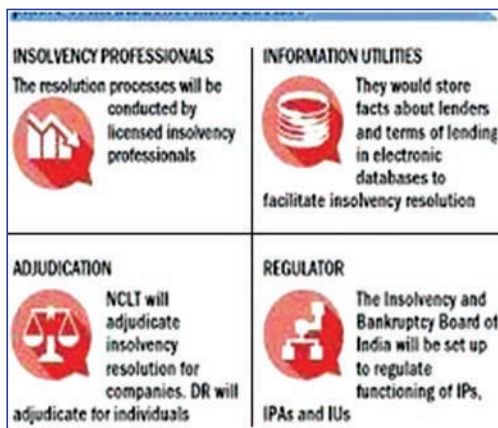 INSOLVENCY PROFESSIONALS
The resolution processes will be
conducted by
licensed insolvency
professionals
INFORMATION UTILITIES
They would store
facts about lenders
and terms of lending
in electronic
databases to
facilitate insolvency resolution
ADJUDICATION
NCLT will
adjudicate
insolvency
resolution for
companies. DR will
adjudicate for individuals
REGULATOR
The Insolvency and
Bankruptcy Board of
India will be set up
to regulate
functioning of IPs,
IPAs and IUs